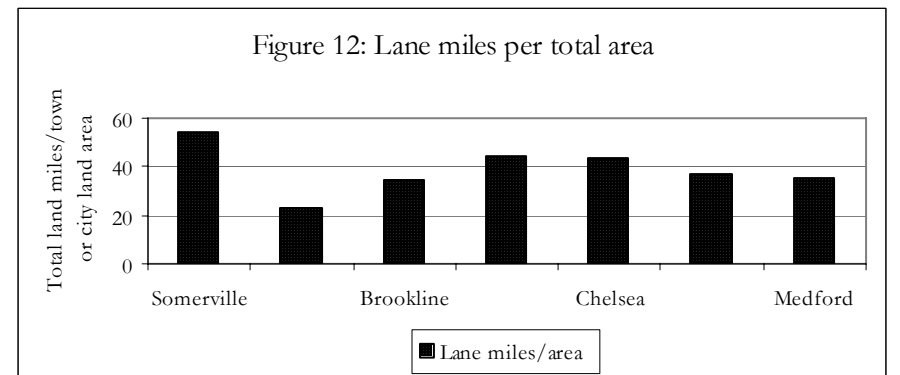 Figure 12: Lane miles per total area
Total land miles/town
or city land area
60
40
20
0
Somerville Brookline Chelsea Medford
Lane miles/area